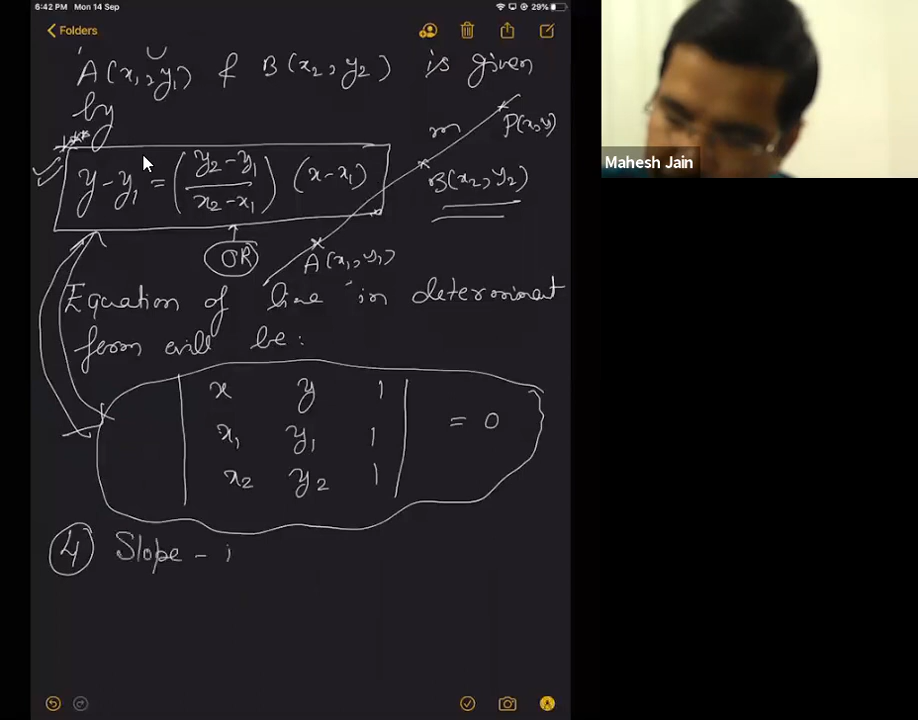 6:42 PM Mon 14 Sep
29%
Folders
A(x₁, y₁) & B(x₂, y₂) is given
by
m
P(x,y)
y - y₁ = (y₂ - y₁ / x₂ - x₁) (x - x₁)
B(x₂, y₂)
OR
A(x₁, y₁)
Equation of line in determinant
form will be:
| x y 1 |
| x₁ y₁ 1 | = 0
| x₂ y₂ 1 |
4 Slope - i
Mahesh Jain